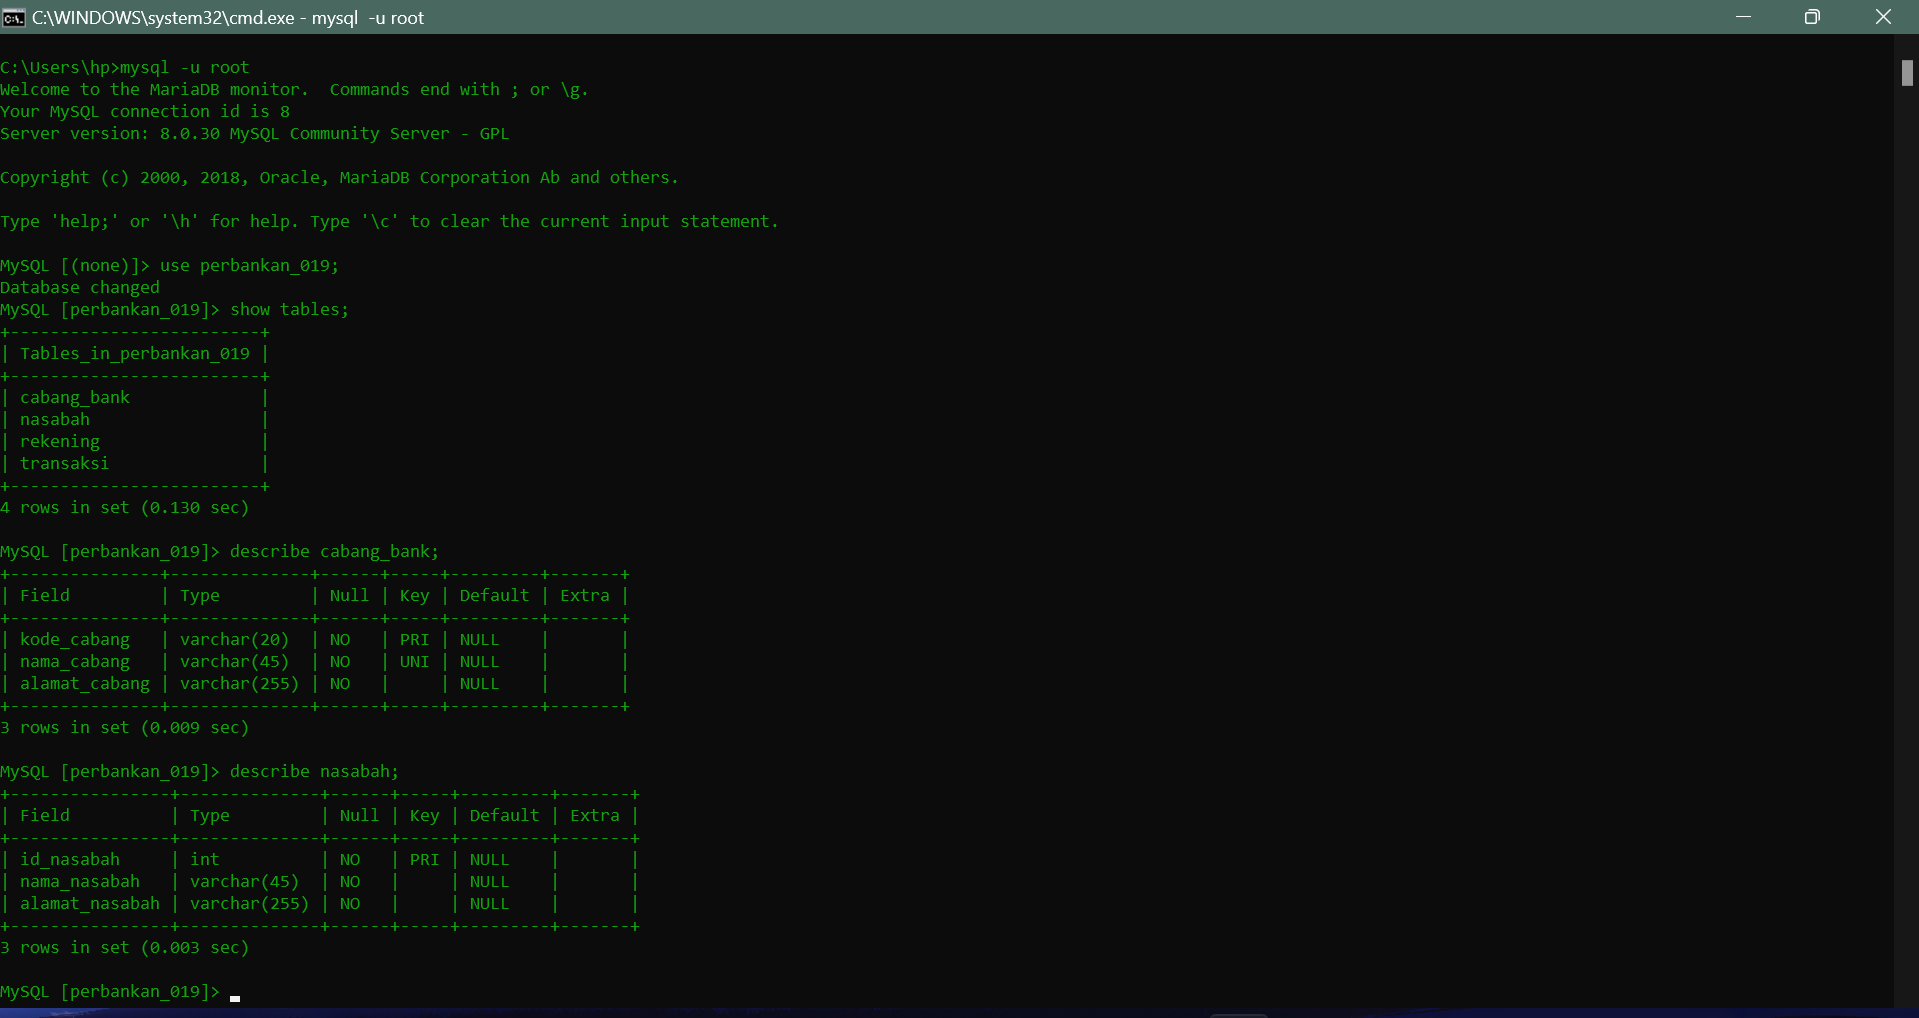 C:\WINDOWS\system32\cmd.exe - mysql  -u root
C:\Users\hp>mysql -u root
Welcome to the MariaDB monitor.  Commands end with ; or \g.
Your MySQL connection id is 8
Server version: 8.0.30 MySQL Community Server - GPL
Copyright (c) 2000, 2018, Oracle, MariaDB Corporation Ab and others.
Type 'help;' or '\h' for help. Type '\c' to clear the current input statement.
MySQL [(none)]> use perbankan_019;
Database changed
MySQL [perbankan_019]> show tables;
+-------------------------+
| Tables_in_perbankan_019 |
+-------------------------+
| cabang_bank             |
| nasabah                 |
| rekening                |
| transaksi               |
+-------------------------+
4 rows in set (0.130 sec)
MySQL [perbankan_019]> describe cabang_bank;
+---------------+--------------+------+-----+---------+-------+
| Field         | Type         | Null | Key | Default | Extra |
+---------------+--------------+------+-----+---------+-------+
| kode_cabang   | varchar(20)  | NO   | PRI | NULL    |       |
| nama_cabang   | varchar(45)  | NO   | UNI | NULL    |       |
| alamat_cabang | varchar(255) | NO   |     | NULL    |       |
+---------------+--------------+------+-----+---------+-------+
3 rows in set (0.009 sec)
MySQL [perbankan_019]> describe nasabah;
+----------------+--------------+------+-----+---------+-------+
| Field          | Type         | Null | Key | Default | Extra |
+----------------+--------------+------+-----+---------+-------+
| id_nasabah     | int          | NO   | PRI | NULL    |       |
| nama_nasabah   | varchar(45)  | NO   |     | NULL    |       |
| alamat_nasabah | varchar(255) | NO   |     | NULL    |       |
+----------------+--------------+------+-----+---------+-------+
3 rows in set (0.003 sec)
MySQL [perbankan_019]>